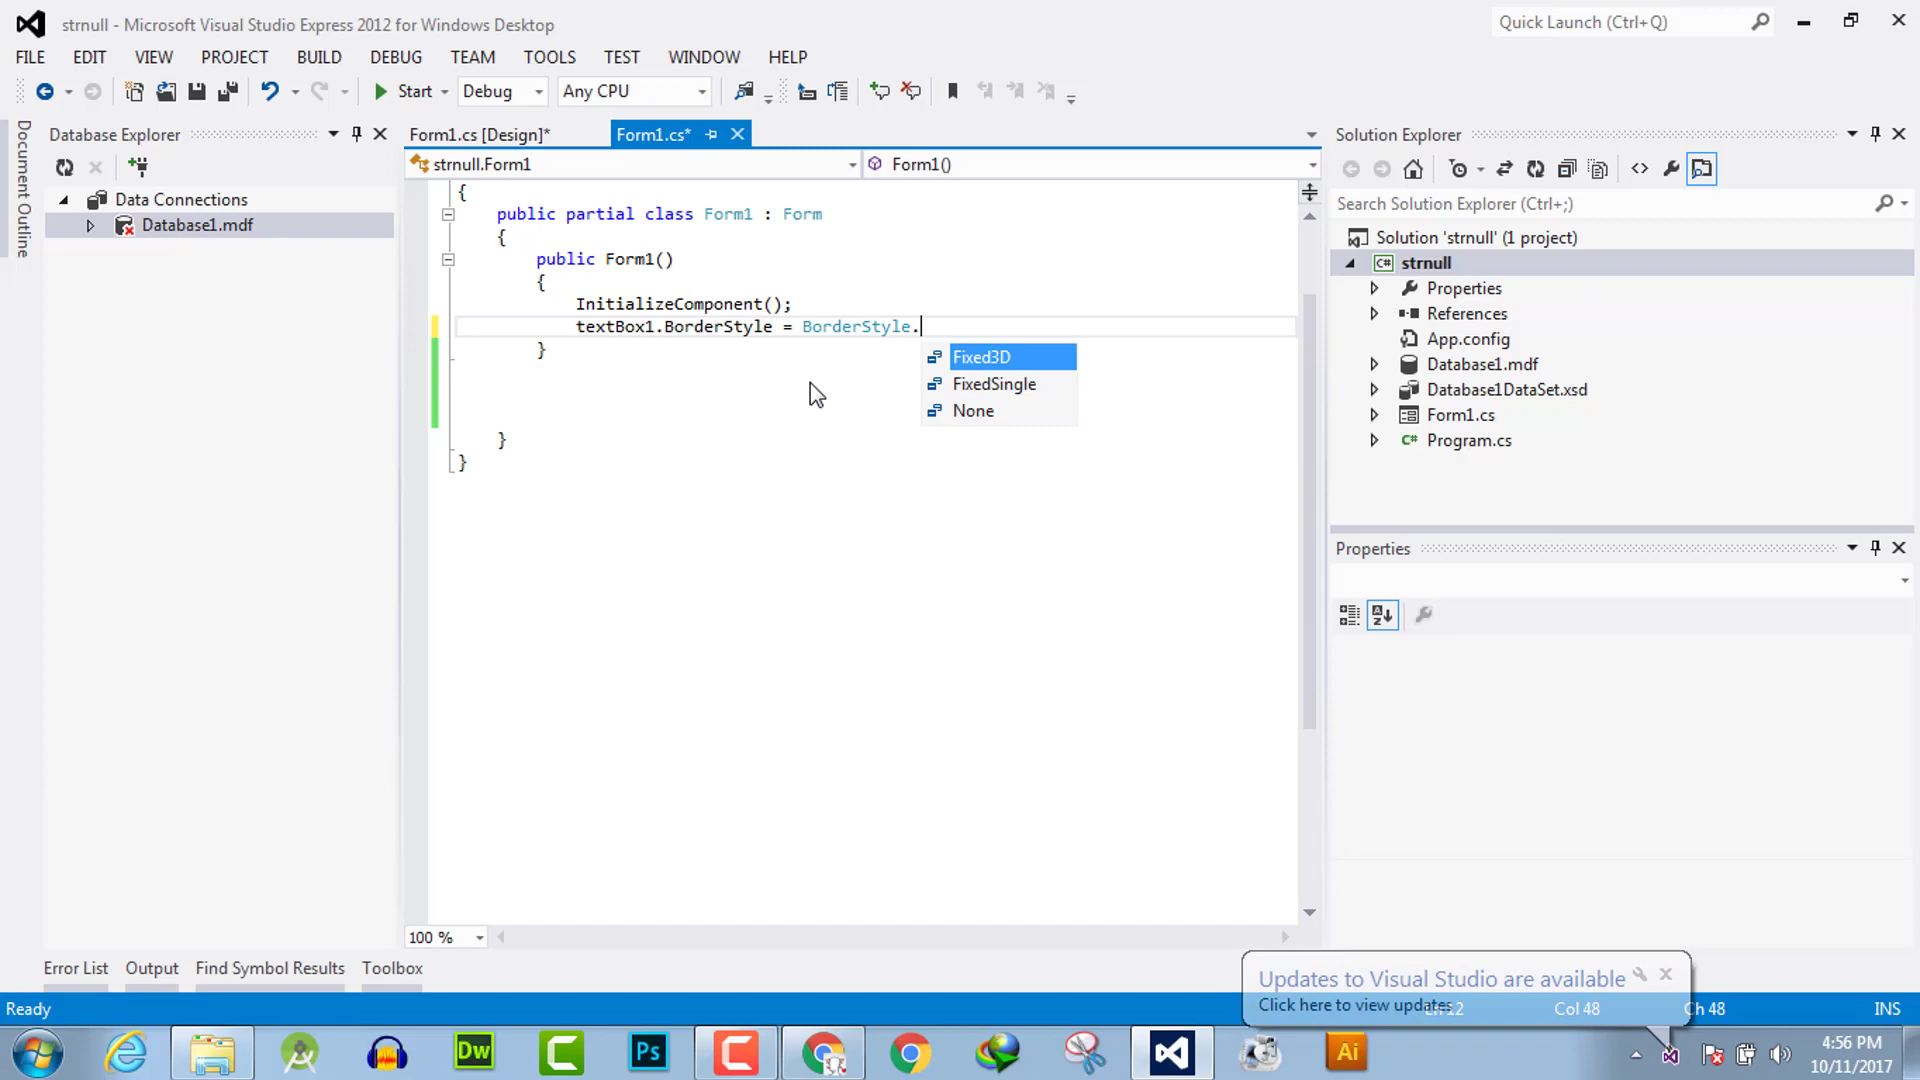 strnull - Microsoft Visual Studio Express 2012 for Windows Desktop
Quick Launch (Ctrl+Q)
FILE EDIT VIEW PROJECT BUILD DEBUG TEAM TOOLS TEST WINDOW HELP
Start Debug Any CPU
Document Outline
Database Explorer
Data Connections
Database1.mdf
Form1.cs [Design]*
Form1.cs*
strnull.Form1
Form1()
{
public partial class Form1 : Form
{
public Form1()
{
InitializeComponent();
textBox1.BorderStyle = BorderStyle.
}
Fixed3D
FixedSingle
None
}
}
100 %
Solution Explorer
Search Solution Explorer (Ctrl+;)
Solution 'strnull' (1 project)
C# strnull
Properties
References
App.config
Database1.mdf
Database1DataSet.xsd
Form1.cs
C# Program.cs
Properties
Error List Output Find Symbol Results Toolbox
Updates to Visual Studio are available
Click here to view updates
Ready
Col 48
Ch 48
INS
Dw
Ps
Ai
4:56 PM
10/11/2017